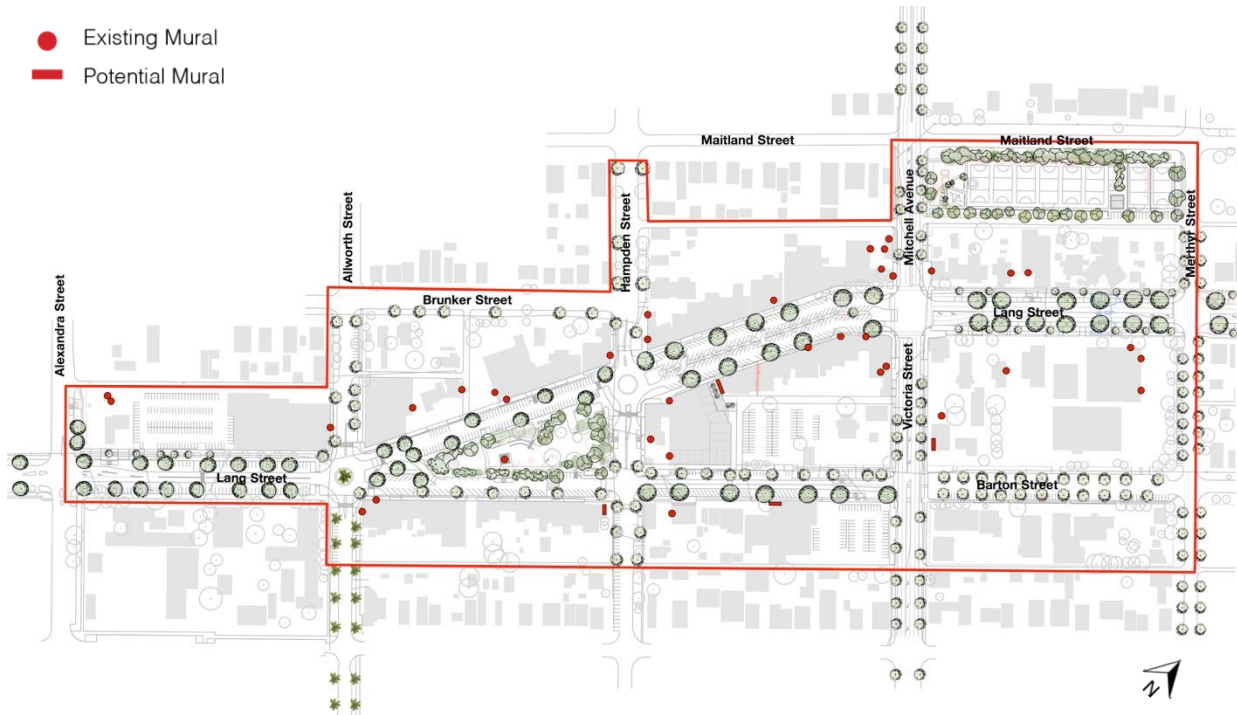 Existing Mural
Potential Mural
Maitland Street
Maitland Street
Mitchell Avenue
Merthyr Street
Hampden Street
Allworth Street
Alexandra Street
Brunker Street
Lang Street
Victoria Street
Lang Street
Barton Street
N